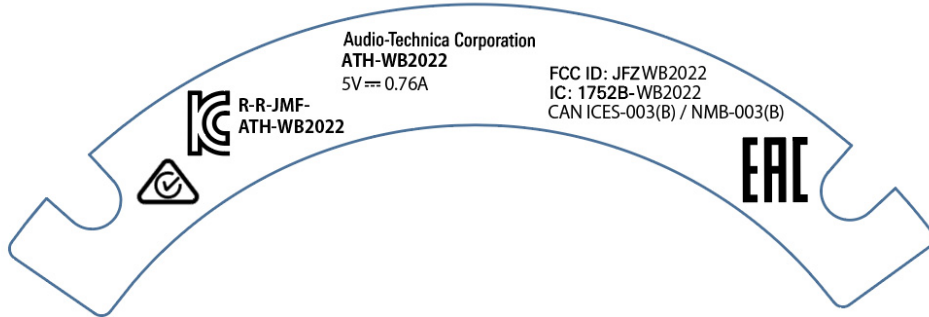 Audio-Technica Corporation
ATH-WB2022
5V⎓0.76A
FCC ID: JFZWB2022
IC: 1752B-WB2022
CAN ICES-003(B) / NMB-003(B)
R-R-JMF-
ATH-WB2022
EAC